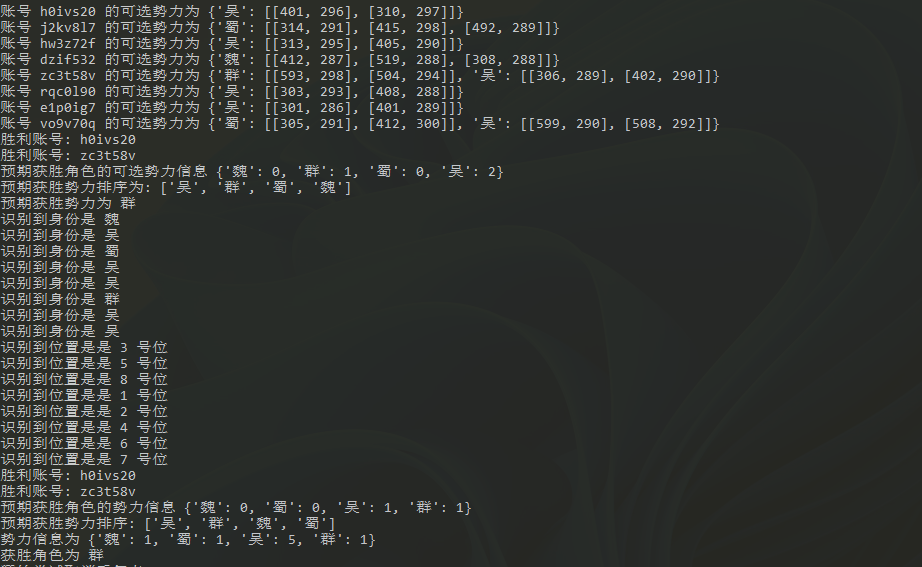 账号 h0ivs20 的可选势力为 {'吴': [[401, 296], [310, 297]]}
账号 j2kv8l7 的可选势力为 {'蜀': [[314, 291], [415, 298], [492, 289]]}
账号 hw3z72f 的可选势力为 {'吴': [[313, 295], [405, 290]]}
账号 dzif532 的可选势力为 {'魏': [[412, 287], [519, 288], [308, 288]]}
账号 zc3t58v 的可选势力为 {'群': [[593, 298], [504, 294]], '吴': [[306, 289], [402, 290]]}
账号 rqc0l90 的可选势力为 {'吴': [[303, 293], [408, 288]]}
账号 e1p0ig7 的可选势力为 {'吴': [[301, 286], [401, 289]]}
账号 vo9v70q 的可选势力为 {'蜀': [[305, 291], [412, 300]], '吴': [[599, 290], [508, 292]]}
胜利账号: h0ivs20
胜利账号: zc3t58v
预期获胜角色的可选势力信息 {'魏': 0, '群': 1, '蜀': 0, '吴': 2}
预期获胜势力排序为: ['吴', '群', '蜀', '魏']
预期获胜势力为 群
识别到身份是 魏
识别到身份是 吴
识别到身份是 蜀
识别到身份是 吴
识别到身份是 吴
识别到身份是 群
识别到身份是 吴
识别到身份是 吴
识别到位置是是 3 号位
识别到位置是是 5 号位
识别到位置是是 8 号位
识别到位置是是 1 号位
识别到位置是是 2 号位
识别到位置是是 4 号位
识别到位置是是 6 号位
识别到位置是是 7 号位
胜利账号: h0ivs20
胜利账号: zc3t58v
预期获胜角色的势力信息 {'魏': 0, '蜀': 0, '吴': 1, '群': 1}
预期获胜势力排序: ['吴', '群', '魏', '蜀']
势力信息为 {'魏': 1, '蜀': 1, '吴': 5, '群': 1}
获胜角色为 群